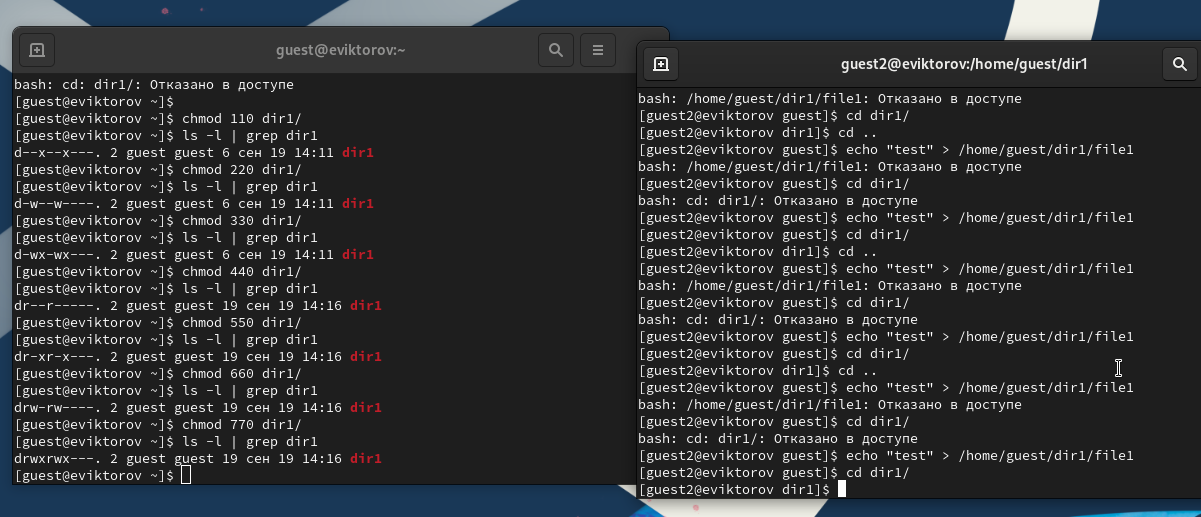 guest@eviktorov:~
bash: cd: dir1/: Отказано в доступе
[guest@eviktorov ~]$
[guest@eviktorov ~]$ chmod 110 dir1/
[guest@eviktorov ~]$ ls -l | grep dir1
d--x--x---. 2 guest guest 6 сен 19 14:11 dir1
[guest@eviktorov ~]$ chmod 220 dir1/
[guest@eviktorov ~]$ ls -l | grep dir1
d-w--w----. 2 guest guest 6 сен 19 14:11 dir1
[guest@eviktorov ~]$ chmod 330 dir1/
[guest@eviktorov ~]$ ls -l | grep dir1
d-wx-wx---. 2 guest guest 6 сен 19 14:11 dir1
[guest@eviktorov ~]$ chmod 440 dir1/
[guest@eviktorov ~]$ ls -l | grep dir1
dr--r-----. 2 guest guest 19 сен 19 14:16 dir1
[guest@eviktorov ~]$ chmod 550 dir1/
[guest@eviktorov ~]$ ls -l | grep dir1
dr-xr-x---. 2 guest guest 19 сен 19 14:16 dir1
[guest@eviktorov ~]$ chmod 660 dir1/
[guest@eviktorov ~]$ ls -l | grep dir1
drw-rw----. 2 guest guest 19 сен 19 14:16 dir1
[guest@eviktorov ~]$ chmod 770 dir1/
[guest@eviktorov ~]$ ls -l | grep dir1
drwxrwx---. 2 guest guest 19 сен 19 14:16 dir1
[guest@eviktorov ~]$
guest2@eviktorov:/home/guest/dir1
bash: /home/guest/dir1/file1: Отказано в доступе
[guest2@eviktorov guest]$ cd dir1/
[guest2@eviktorov dir1]$ cd ..
[guest2@eviktorov guest]$ echo "test" > /home/guest/dir1/file1
bash: /home/guest/dir1/file1: Отказано в доступе
[guest2@eviktorov guest]$ cd dir1/
bash: cd: dir1/: Отказано в доступе
[guest2@eviktorov guest]$ echo "test" > /home/guest/dir1/file1
[guest2@eviktorov guest]$ cd dir1/
[guest2@eviktorov dir1]$ cd ..
[guest2@eviktorov guest]$ echo "test" > /home/guest/dir1/file1
bash: /home/guest/dir1/file1: Отказано в доступе
[guest2@eviktorov guest]$ cd dir1/
bash: cd: dir1/: Отказано в доступе
[guest2@eviktorov guest]$ echo "test" > /home/guest/dir1/file1
[guest2@eviktorov guest]$ cd dir1/
[guest2@eviktorov dir1]$ cd ..
[guest2@eviktorov guest]$ echo "test" > /home/guest/dir1/file1
bash: /home/guest/dir1/file1: Отказано в доступе
[guest2@eviktorov guest]$ cd dir1/
bash: cd: dir1/: Отказано в доступе
[guest2@eviktorov guest]$ echo "test" > /home/guest/dir1/file1
[guest2@eviktorov guest]$ cd dir1/
[guest2@eviktorov dir1]$